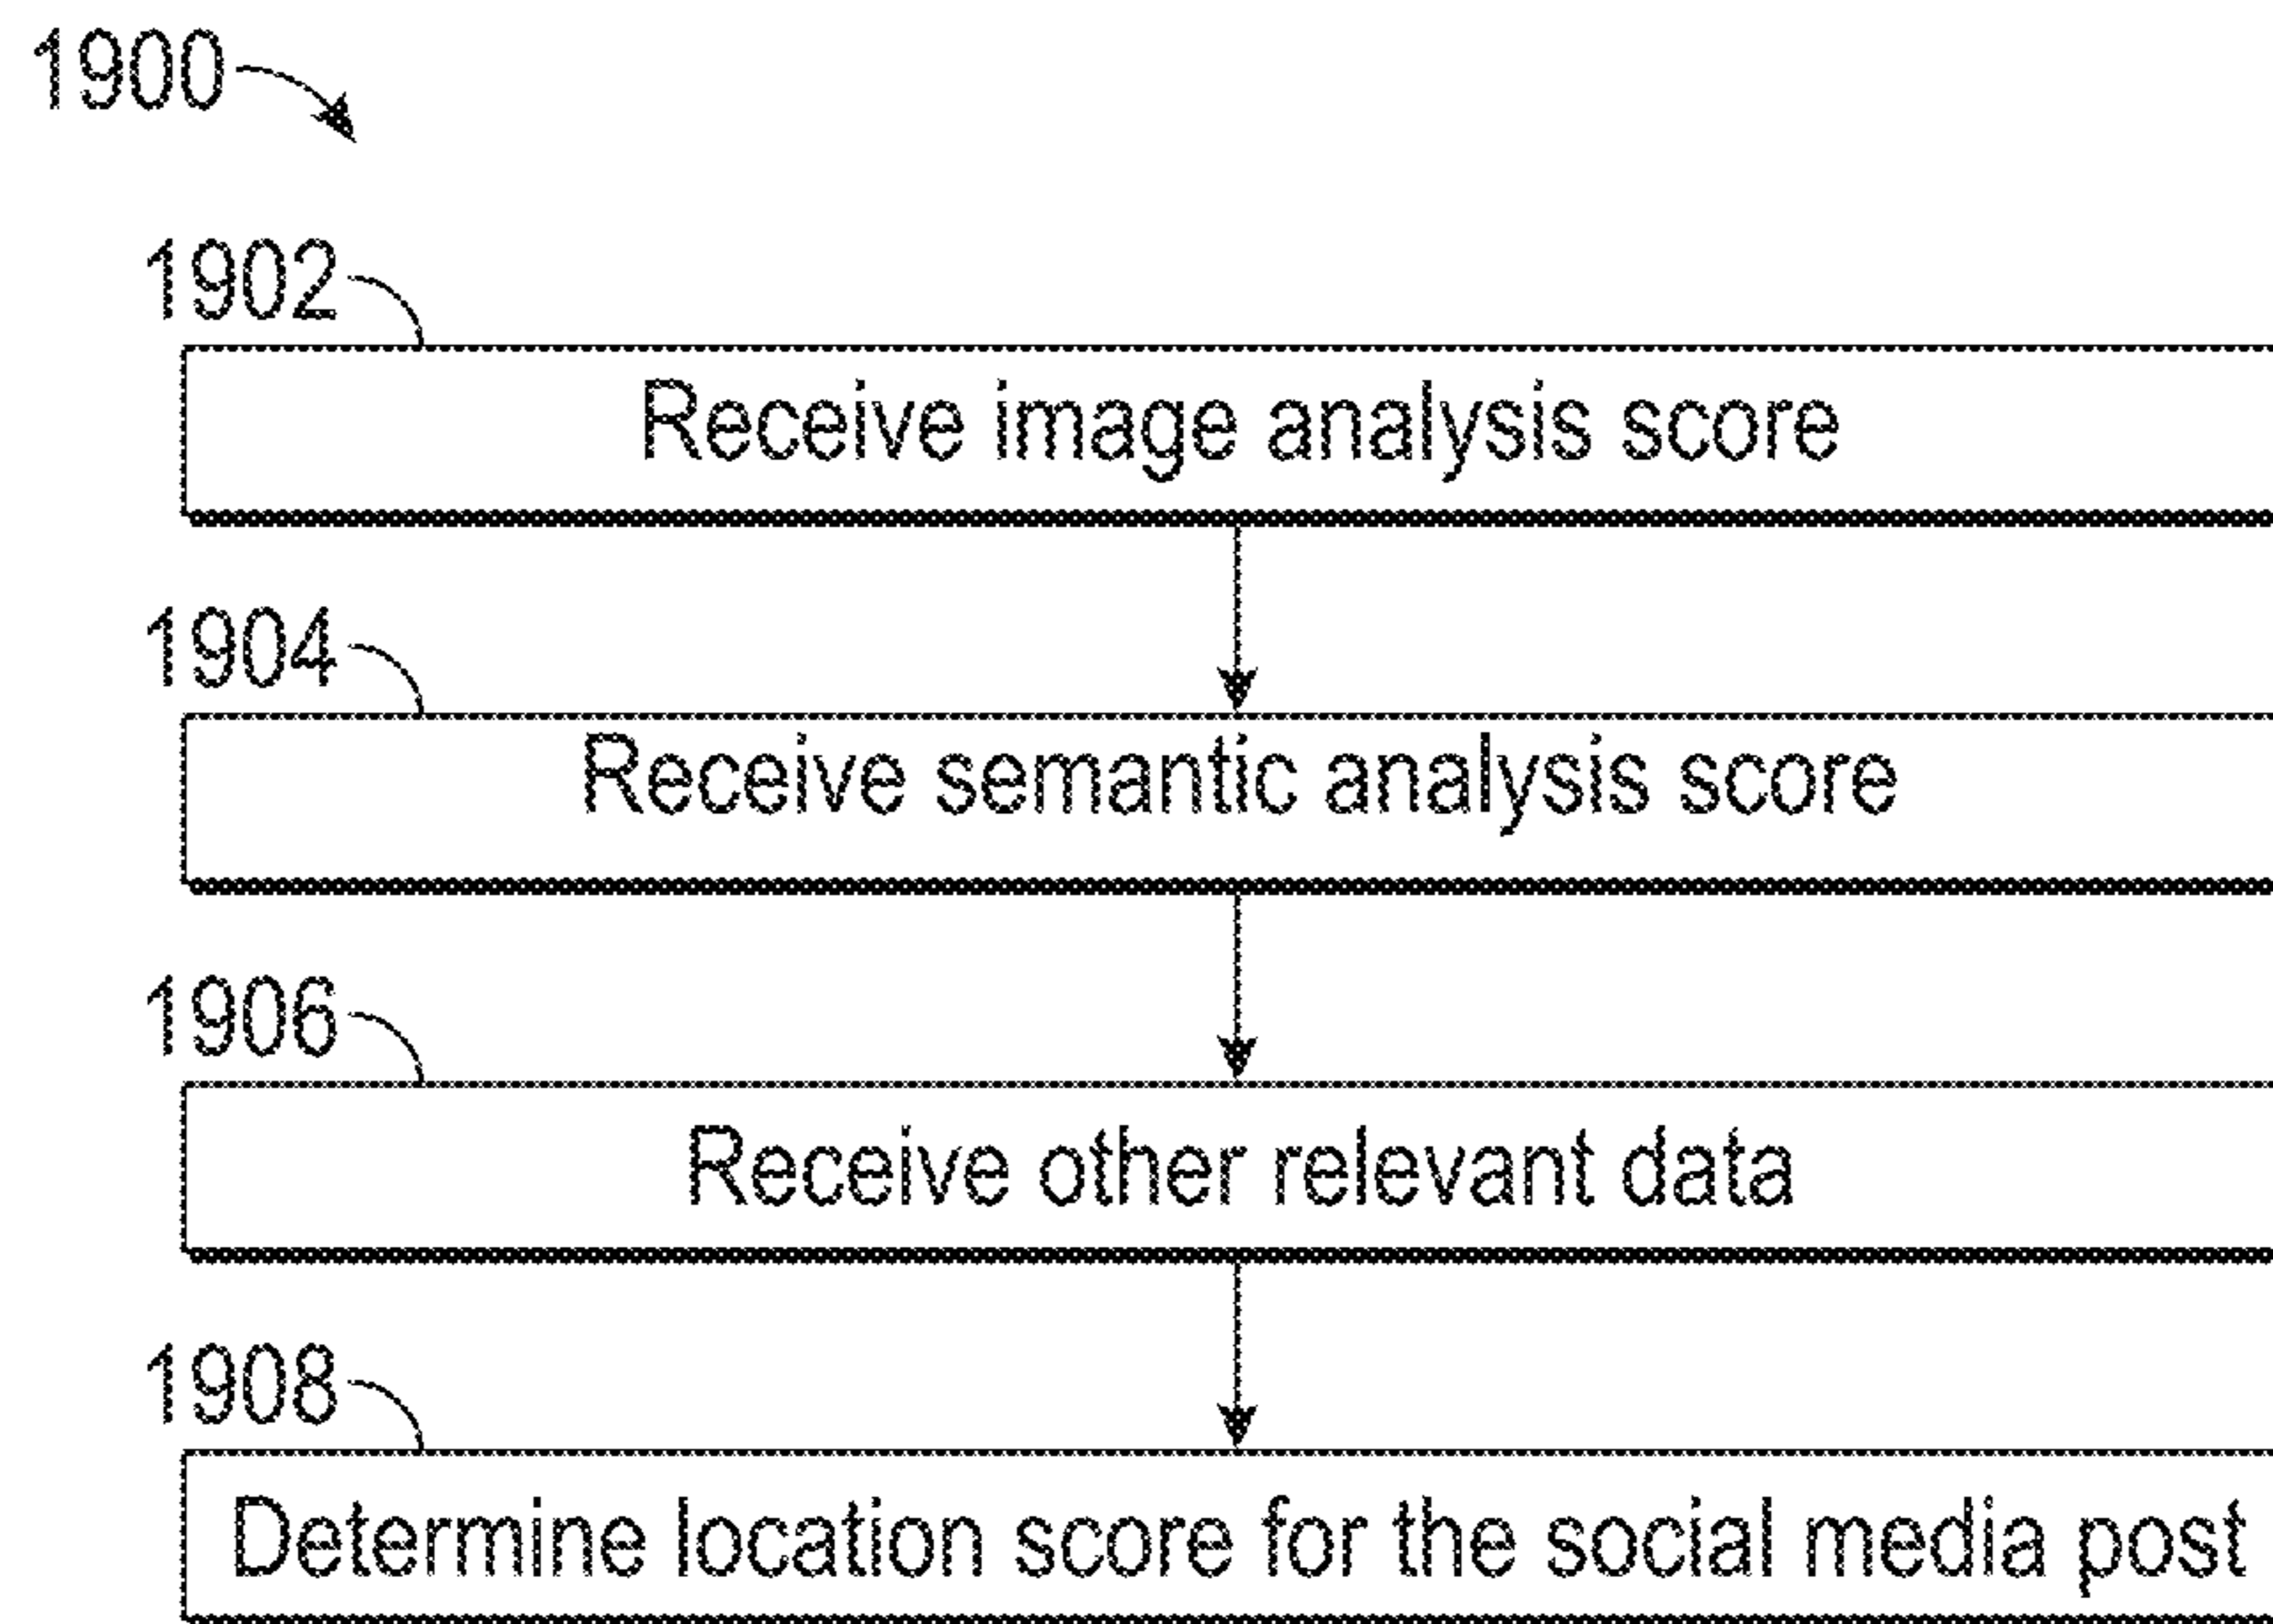 1900
1902
Receive image analysis score
1904
Receive semantic analysis score
1906
Receive other relevant data
1908
Determine location score for the social media post